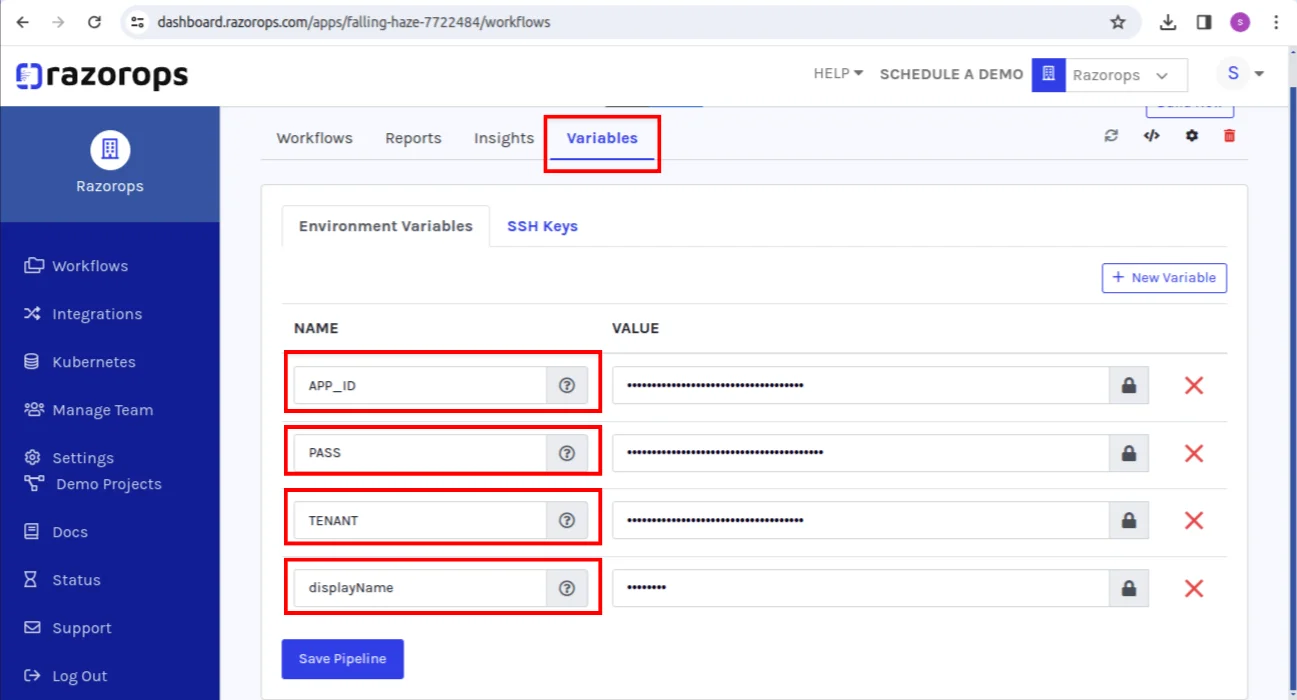 dashboard.razorops.com/apps/falling-haze-7722484/workflows
S
razorops
HELP
SCHEDULE A DEMO
Razorops
S
Razorops
Workflows
Integrations
Kubernetes
Manage Team
Settings
Demo Projects
Docs
Status
Support
Log Out
Workflows Reports Insights Variables
Environment Variables SSH Keys
+ New Variable
NAME VALUE
APP_ID ••••••••••••••••••••••••••••••••••••
PASS ••••••••••••••••••••••••••••••••••••••••
TENANT ••••••••••••••••••••••••••••••••••••
displayName ••••••••
Save Pipeline